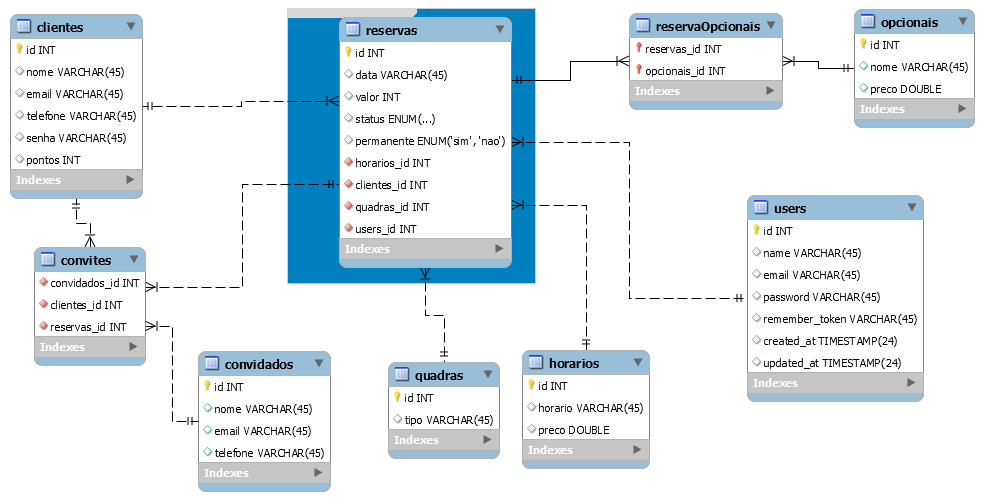 clientes
id INT
nome VARCHAR(45)
email VARCHAR(45)
telefone VARCHAR(45)
senha VARCHAR(45)
pontos INT
Indexes
reservas
id INT
data VARCHAR(45)
valor INT
status ENUM(...)
permanente ENUM('sim', 'nao')
horarios_id INT
clientes_id INT
quadras_id INT
users_id INT
Indexes
reservaOpcionais
reservas_id INT
opcionais_id INT
Indexes
opcionais
id INT
nome VARCHAR(45)
preco DOUBLE
Indexes
users
id INT
name VARCHAR(45)
email VARCHAR(45)
password VARCHAR(45)
remember_token VARCHAR(45)
created_at TIMESTAMP(24)
updated_at TIMESTAMP(24)
Indexes
convites
convidados_id INT
clientes_id INT
reservas_id INT
Indexes
convidados
id INT
nome VARCHAR(45)
email VARCHAR(45)
telefone VARCHAR(45)
Indexes
quadras
id INT
tipo VARCHAR(45)
Indexes
horarios
id INT
horario VARCHAR(45)
preco DOUBLE
Indexes